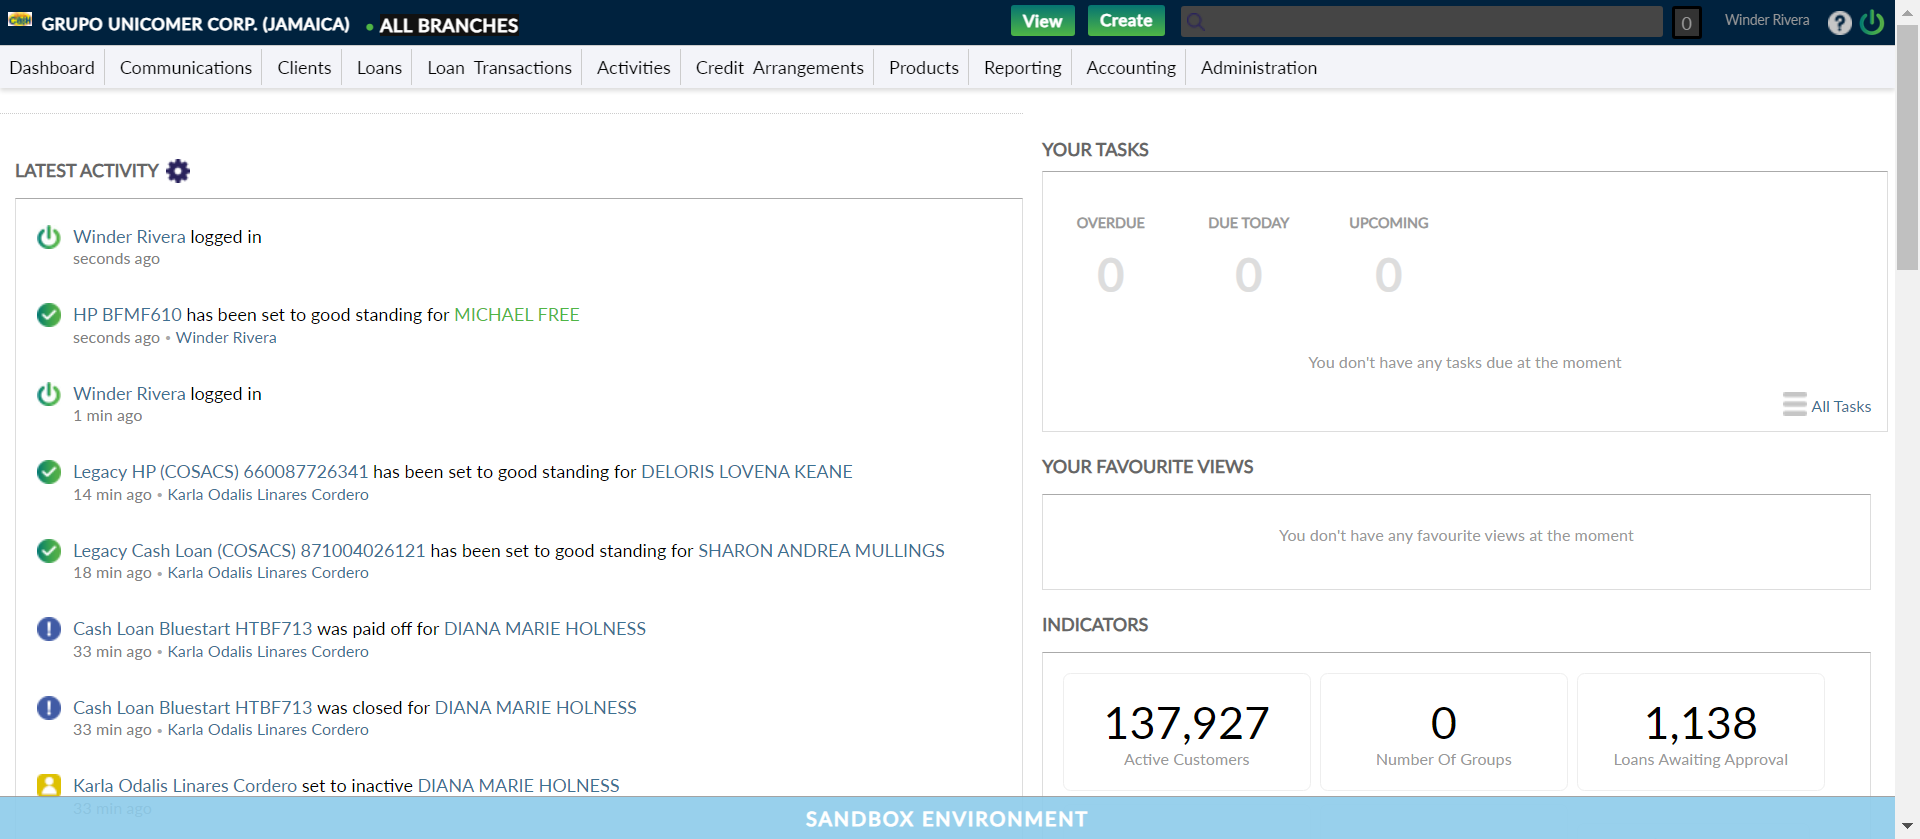 Cash GRUPO UNICOMER CORP. (JAMAICA) • ALL BRANCHES View Create 0 Winder Rivera ?
Dashboard Communications Clients Loans Loan Transactions Activities Credit Arrangements Products Reporting Accounting Administration
LATEST ACTIVITY
Winder Rivera logged in
seconds ago
HP BFMF610 has been set to good standing for MICHAEL FREE
seconds ago • Winder Rivera
Winder Rivera logged in
1 min ago
Legacy HP (COSACS) 660087726341 has been set to good standing for DELORIS LOVENA KEANE
14 min ago • Karla Odalis Linares Cordero
Legacy Cash Loan (COSACS) 871004026121 has been set to good standing for SHARON ANDREA MULLINGS
18 min ago • Karla Odalis Linares Cordero
Cash Loan Bluestart HTBF713 was paid off for DIANA MARIE HOLNESS
33 min ago • Karla Odalis Linares Cordero
Cash Loan Bluestart HTBF713 was closed for DIANA MARIE HOLNESS
33 min ago • Karla Odalis Linares Cordero
Karla Odalis Linares Cordero set to inactive DIANA MARIE HOLNESS
33 min ago
YOUR TASKS
OVERDUE DUE TODAY UPCOMING
0 0 0
You don't have any tasks due at the moment
All Tasks
YOUR FAVOURITE VIEWS
You don't have any favourite views at the moment
INDICATORS
137,927 0 1,138
Active Customers Number Of Groups Loans Awaiting Approval
SANDBOX ENVIRONMENT